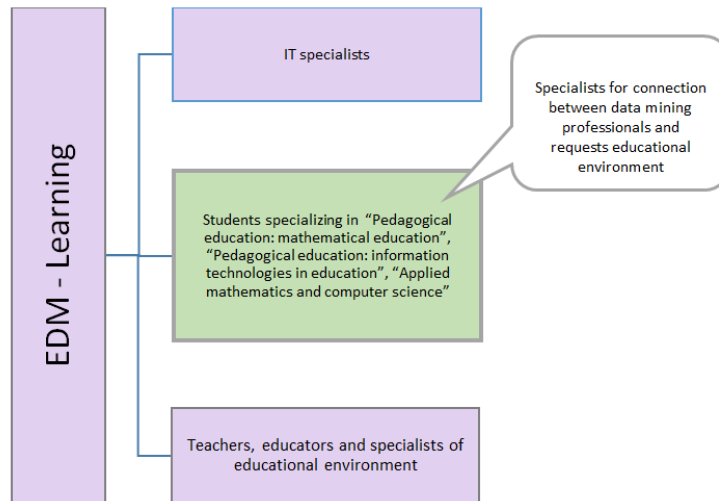 EDM - Learning
IT specialists
Specialists for connection
between data mining
professionals and
requests educational
environment
Students specializing in “Pedagogical
education: mathematical education”,
“Pedagogical education: information
technologies in education”, “Applied
mathematics and computer science”
Teachers, educators and specialists of
educational environment